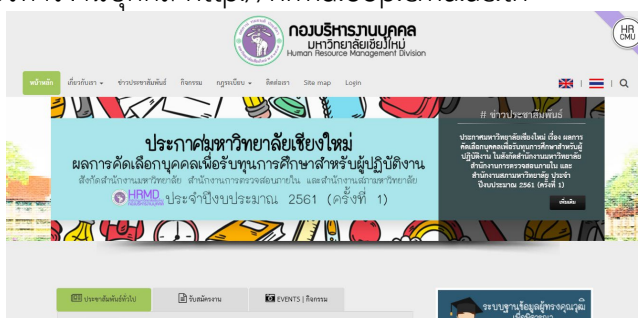 กองบริหารงานบุคคล
มหาวิทยาลัยเชียงใหม่
Human Resource Management Division
HR
CMU
หน้าหลัก เกี่ยวกับเรา ข่าวประชาสัมพันธ์ กิจกรรม กฎระเบียบ ติดต่อเรา Site map Login
ประกาศมหาวิทยาลัยเชียงใหม่
ผลการคัดเลือกบุคคลเพื่อรับทุนการศึกษาสำหรับผู้ปฏิบัติงาน
สังกัดสำนักงานมหาวิทยาลัย สำนักงานการตรวจสอบภายใน และสำนักงานสภามหาวิทยาลัย
HRMD ประจำปีงบประมาณ 2561 (ครั้งที่ 1)
# ข่าวประชาสัมพันธ์
ประกาศมหาวิทยาลัยเชียงใหม่ เรื่อง ผลการ
คัดเลือกบุคคลเพื่อรับทุนการศึกษาสำหรับผู้
ปฏิบัติงาน ในสังกัดสำนักงานมหาวิทยาลัย
สำนักงานการตรวจสอบภายใน และ
สำนักงานสภามหาวิทยาลัย ประจำ
ปีงบประมาณ 2561 (ครั้งที่ 1)
เพิ่มเติม
ประชาสัมพันธ์ทั่วไป รับสมัครงาน EVENTS | กิจกรรม
ระบบฐานข้อมูลผู้ทรงคุณวุฒิ